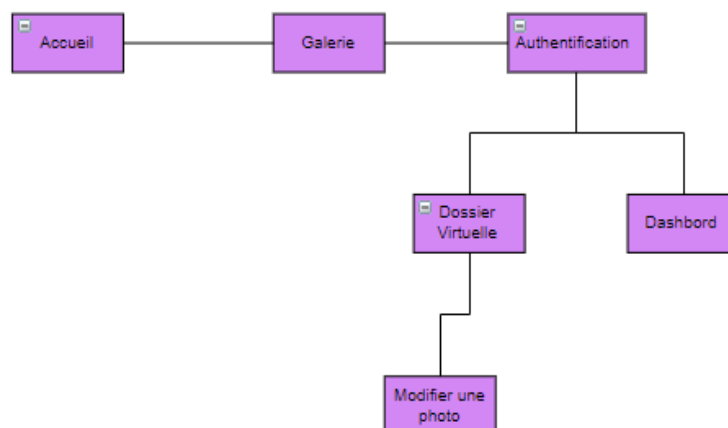 Accueil
Galerie
Authentification
Dossier
Virtuelle
Dashbord
Modifier une
photo